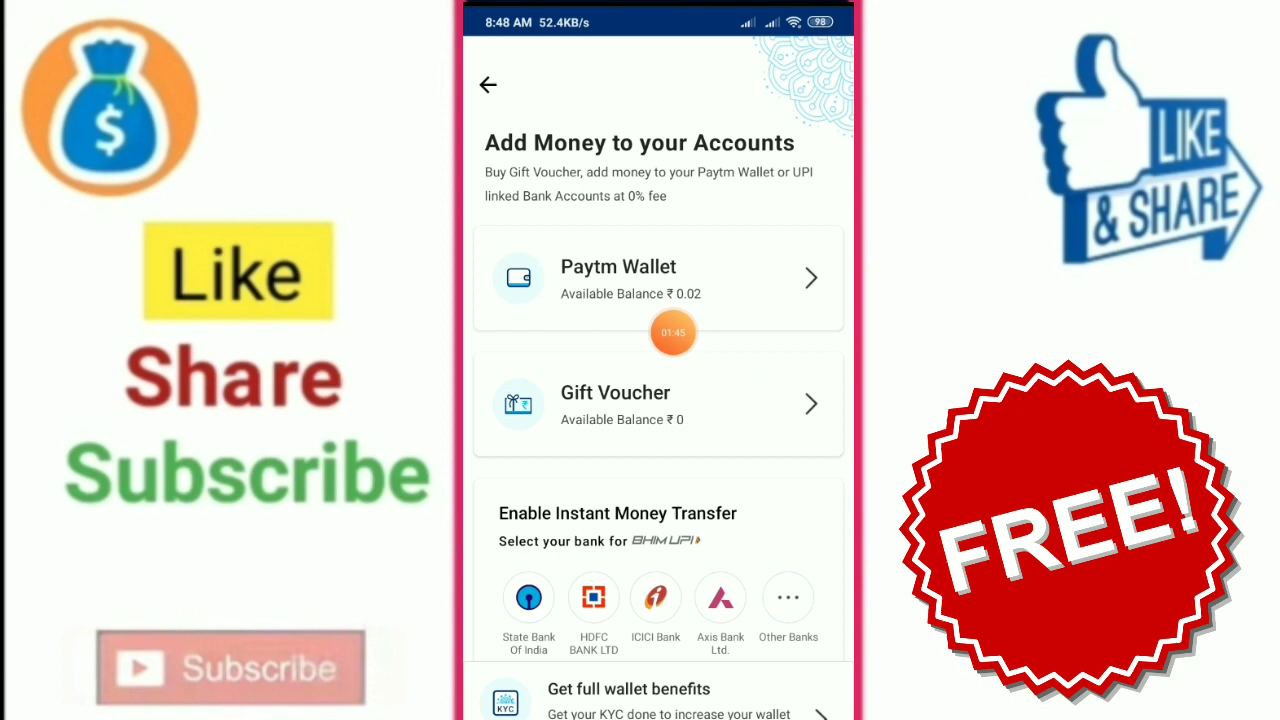 8:48 AM 52.4KB/s
98
$
Like
Share
Subscribe
Subscribe
Add Money to your Accounts
Buy Gift Voucher, add money to your Paytm Wallet or UPI
linked Bank Accounts at 0% fee
Paytm Wallet
Available Balance ₹ 0.02
01:45
Gift Voucher
Available Balance ₹ 0
Enable Instant Money Transfer
Select your bank for BHIM UPI
State Bank
Of India
HDFC
BANK LTD
ICICI Bank
Axis Bank
Ltd.
Other Banks
KYC
Get full wallet benefits
Get your KYC done to increase your wallet
LIKE
& SHARE
FREE!